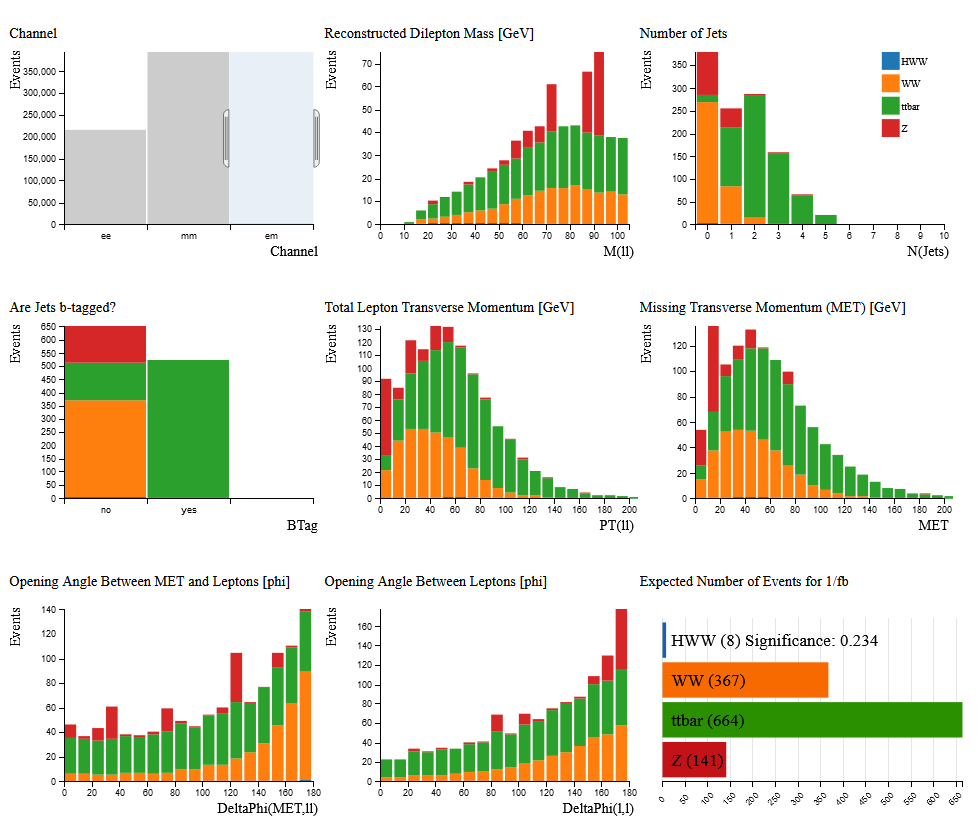 Channel
Events
350,000
300,000
250,000
200,000
150,000
100,000
50,000
0
ee mm em
Channel
Reconstructed Dilepton Mass [GeV]
Events
70
60
50
40
30
20
10
0
0 10 20 30 40 50 60 70 80 90 100
M(ll)
Number of Jets
Events
350
300
250
200
150
100
50
0
0 1 2 3 4 5 6 7 8 9 10
N(Jets)
HWW
WW
ttbar
Z
Are Jets b-tagged?
Events
650
600
550
500
450
400
350
300
250
200
150
100
50
0
no yes
BTag
Total Lepton Transverse Momentum [GeV]
Events
130
120
110
100
90
80
70
60
50
40
30
20
10
0
0 20 40 60 80 100 120 140 160 180 200
PT(ll)
Missing Transverse Momentum (MET) [GeV]
Events
120
100
80
60
40
20
0
0 20 40 60 80 100 120 140 160 180 200
MET
Opening Angle Between MET and Leptons [phi]
Events
140
120
100
80
60
40
20
0
0 20 40 60 80 100 120 140 160 180
DeltaPhi(MET,ll)
Opening Angle Between Leptons [phi]
Events
160
140
120
100
80
60
40
20
0
0 20 40 60 80 100 120 140 160 180
DeltaPhi(l,l)
Expected Number of Events for 1/fb
HWW (8) Significance: 0.234
WW (367)
ttbar (664)
Z (141)
0 50 100 150 200 250 300 350 400 450 500 550 600 650